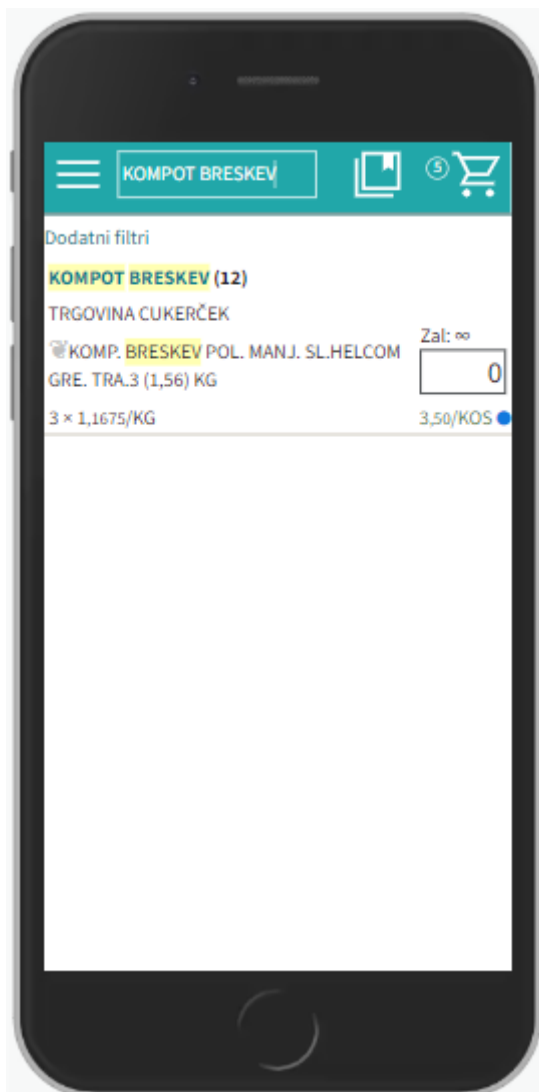 KOMPOT BRESKEV
5
Dodatni filtri
KOMPOT BRESKEV (12)
TRGOVINA CUKERČEK
Zal: ∞
KOMP. BRESKEV POL. MANJ. SL.HELCOM
GRE. TRA.3 (1,56) KG
0
3 × 1,1675/KG
3,50/KOS